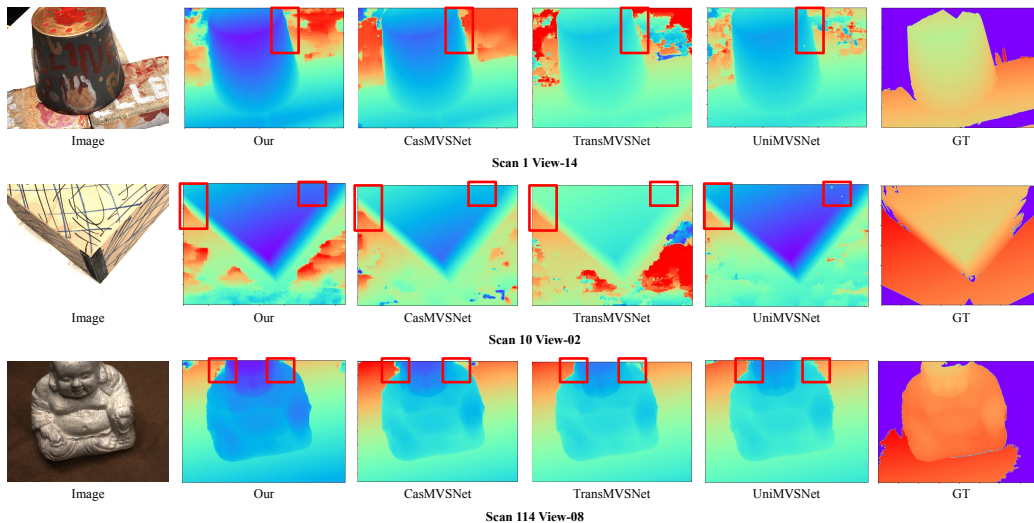 Image Our CasMVSNet TransMVSNet UniMVSNet GT
Scan 1 View-14
Image Our CasMVSNet TransMVSNet UniMVSNet GT
Scan 10 View-02
Image Our CasMVSNet TransMVSNet UniMVSNet GT
Scan 114 View-08